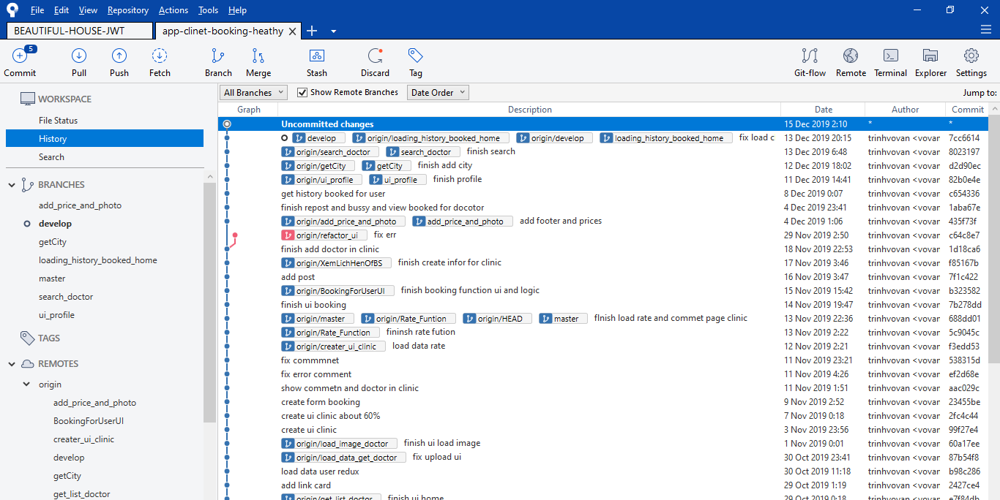 File Edit View Repository Actions Tools Help
BEAUTIFUL-HOUSE-JWT app-clinet-booking-heathy
5
Commit Pull Push Fetch Branch Merge Stash Discard Tag Git-flow Remote Terminal Explorer Settings
WORKSPACE
File Status
History
Search
BRANCHES
add_price_and_photo
develop
getCity
loading_history_booked_home
master
search_doctor
ui_profile
TAGS
REMOTES
origin
add_price_and_photo
BookingForUserUI
creater_ui_clinic
develop
getCity
get_list_doctor
All Branches Show Remote Branches Date Order Jump to:
Graph Description Date Author Commit
Uncommitted changes 15 Dec 2019 2:10 * *
develop origin/loading_history_booked_home origin/develop loading_history_booked_home fix load c 13 Dec 2019 20:15 trinhvovan <vovar 7cc6614
origin/search_doctor search_doctor finish search 13 Dec 2019 6:48 trinhvovan <vovar 8023197
origin/getCity getCity finish add city 12 Dec 2019 18:02 trinhvovan <vovar d2d90ec
origin/ui_profile ui_profile finish profile 11 Dec 2019 14:41 trinhvovan <vovar 82b0e4e
get history booked for user 8 Dec 2019 0:07 trinhvovan <vovar c654336
finish repost and bussy and view booked for docotor 4 Dec 2019 23:41 trinhvovan <vovar 1aba67e
origin/add_price_and_photo add_price_and_photo add footer and prices 4 Dec 2019 1:06 trinhvovan <vovar 435f73f
origin/refactor_ui fix err 29 Nov 2019 2:50 trinhvovan <vovar c64c8e7
finish add doctor in clinic 18 Nov 2019 22:53 trinhvovan <vovar 1d18ca6
origin/XemLichHenOfBS finish create infor for clinic 17 Nov 2019 3:46 trinhvovan <vovar f85167b
add post 16 Nov 2019 3:47 trinhvovan <vovar 7f1c422
origin/BookingForUserUI finish booking function ui and logic 15 Nov 2019 15:42 trinhvovan <vovar b323582
finish ui booking 14 Nov 2019 19:47 trinhvovan <vovar 7b278dd
origin/master origin/Rate_Funtion origin/HEAD master fInish load rate and commet page clinic 13 Nov 2019 22:36 trinhvovan <vovar 688dd01
origin/Rate_Function fininsh rate fution 13 Nov 2019 2:22 trinhvovan <vovar 5c9045c
origin/creater_ui_clinic load data rate 12 Nov 2019 2:21 trinhvovan <vovar f3edd53
fix commmnet 11 Nov 2019 23:21 trinhvovan <vovar 538315d
fix error comment 11 Nov 2019 4:26 trinhvovan <vovar ef2d68e
show commetn and doctor in clinic 11 Nov 2019 1:51 trinhvovan <vovar aac029c
create form booking 9 Nov 2019 2:52 trinhvovan <vovar 23455be
create ui clinic about 60% 7 Nov 2019 0:18 trinhvovan <vovar 2fc4c44
create ui clinic 3 Nov 2019 23:56 trinhvovan <vovar 99f27e4
origin/load_image_doctor finish ui load image 1 Nov 2019 0:01 trinhvovan <vovar 60a17ee
origin/load_data_get_doctor fix upload ui 30 Oct 2019 23:41 trinhvovan <vovar 87b54f8
load data user redux 30 Oct 2019 11:18 trinhvovan <vovar b98c286
add link card 29 Oct 2019 1:19 trinhvovan <vovar 2427ce4
origin/get_list_doctor finish ui home 29 Oct 2019 0:18 trinhvovan <vovar e7f84db